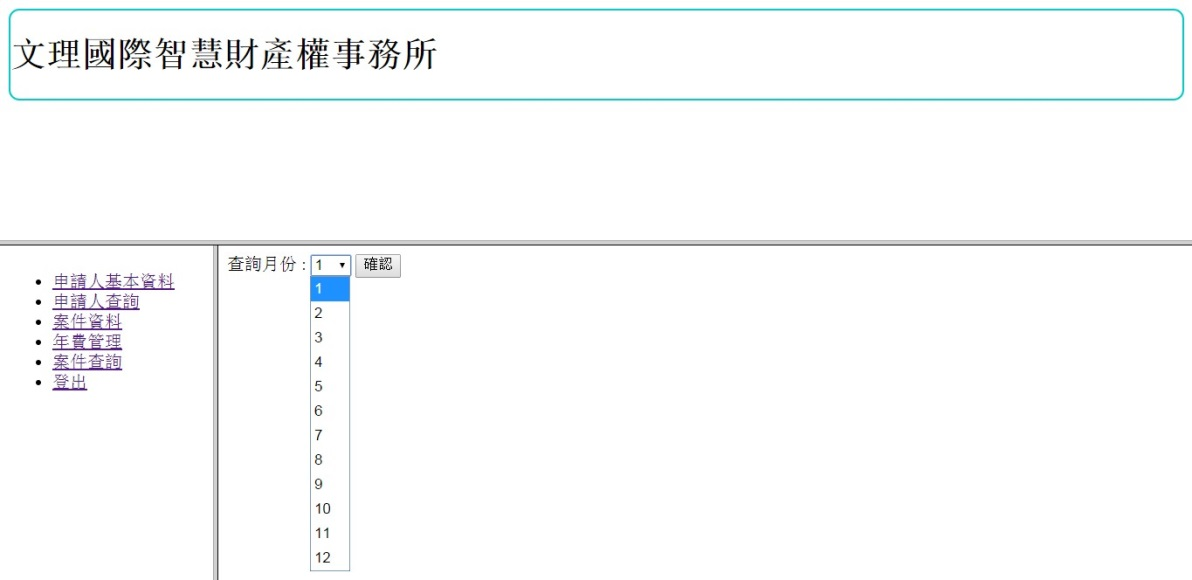 文理國際智慧財產權事務所
申請人基本資料
申請人查詢
案件資料
年費管理
案件查詢
登出
查詢月份 : 1 確認
1
2
3
4
5
6
7
8
9
10
11
12